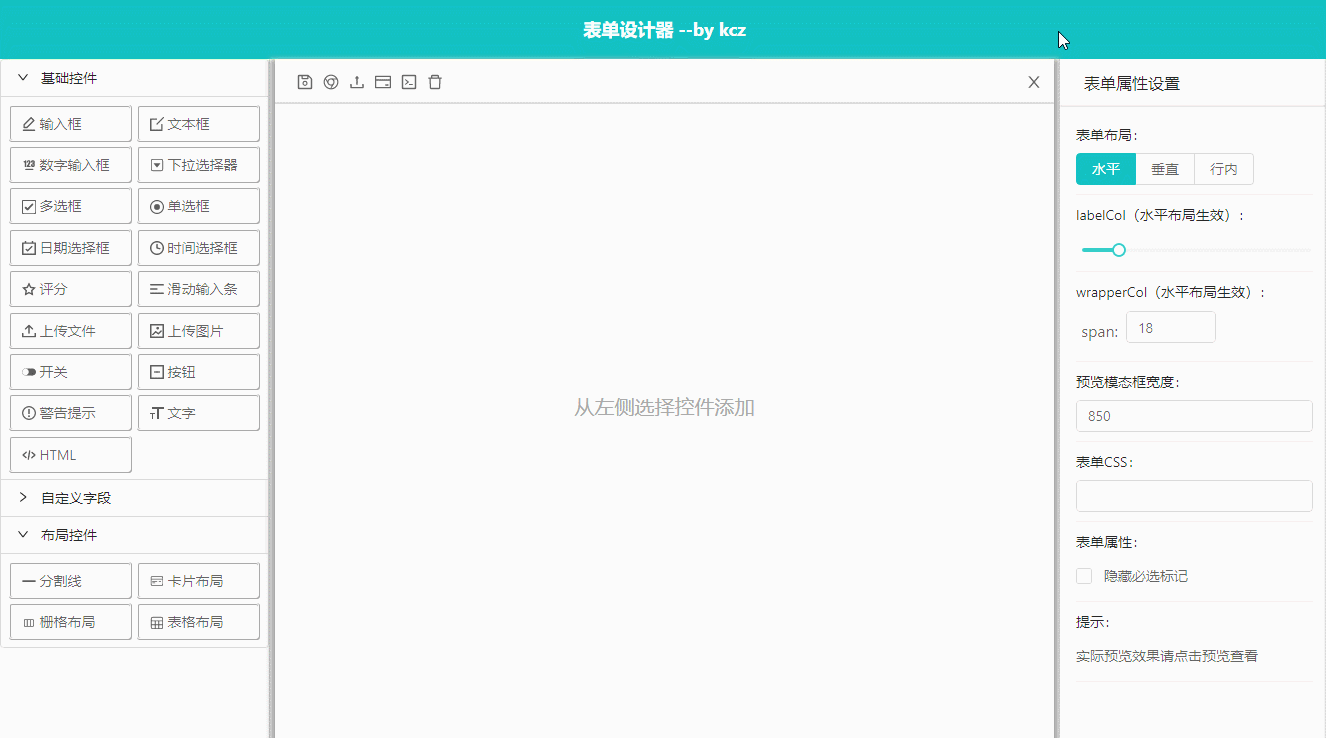 表单设计器 --by kcz
基础控件
输入框
文本框
数字输入框
下拉选择器
多选框
单选框
日期选择框
时间选择框
评分
滑动输入条
上传文件
上传图片
开关
按钮
警告提示
文字
HTML
自定义字段
布局控件
分割线
卡片布局
栅格布局
表格布局
从左侧选择控件添加
表单属性设置
表单布局:
水平
垂直
行内
labelCol（水平布局生效）:
wrapperCol（水平布局生效）:
span:
18
预览模态框宽度:
850
表单CSS:
表单属性:
隐藏必选标记
提示:
实际预览效果请点击预览查看